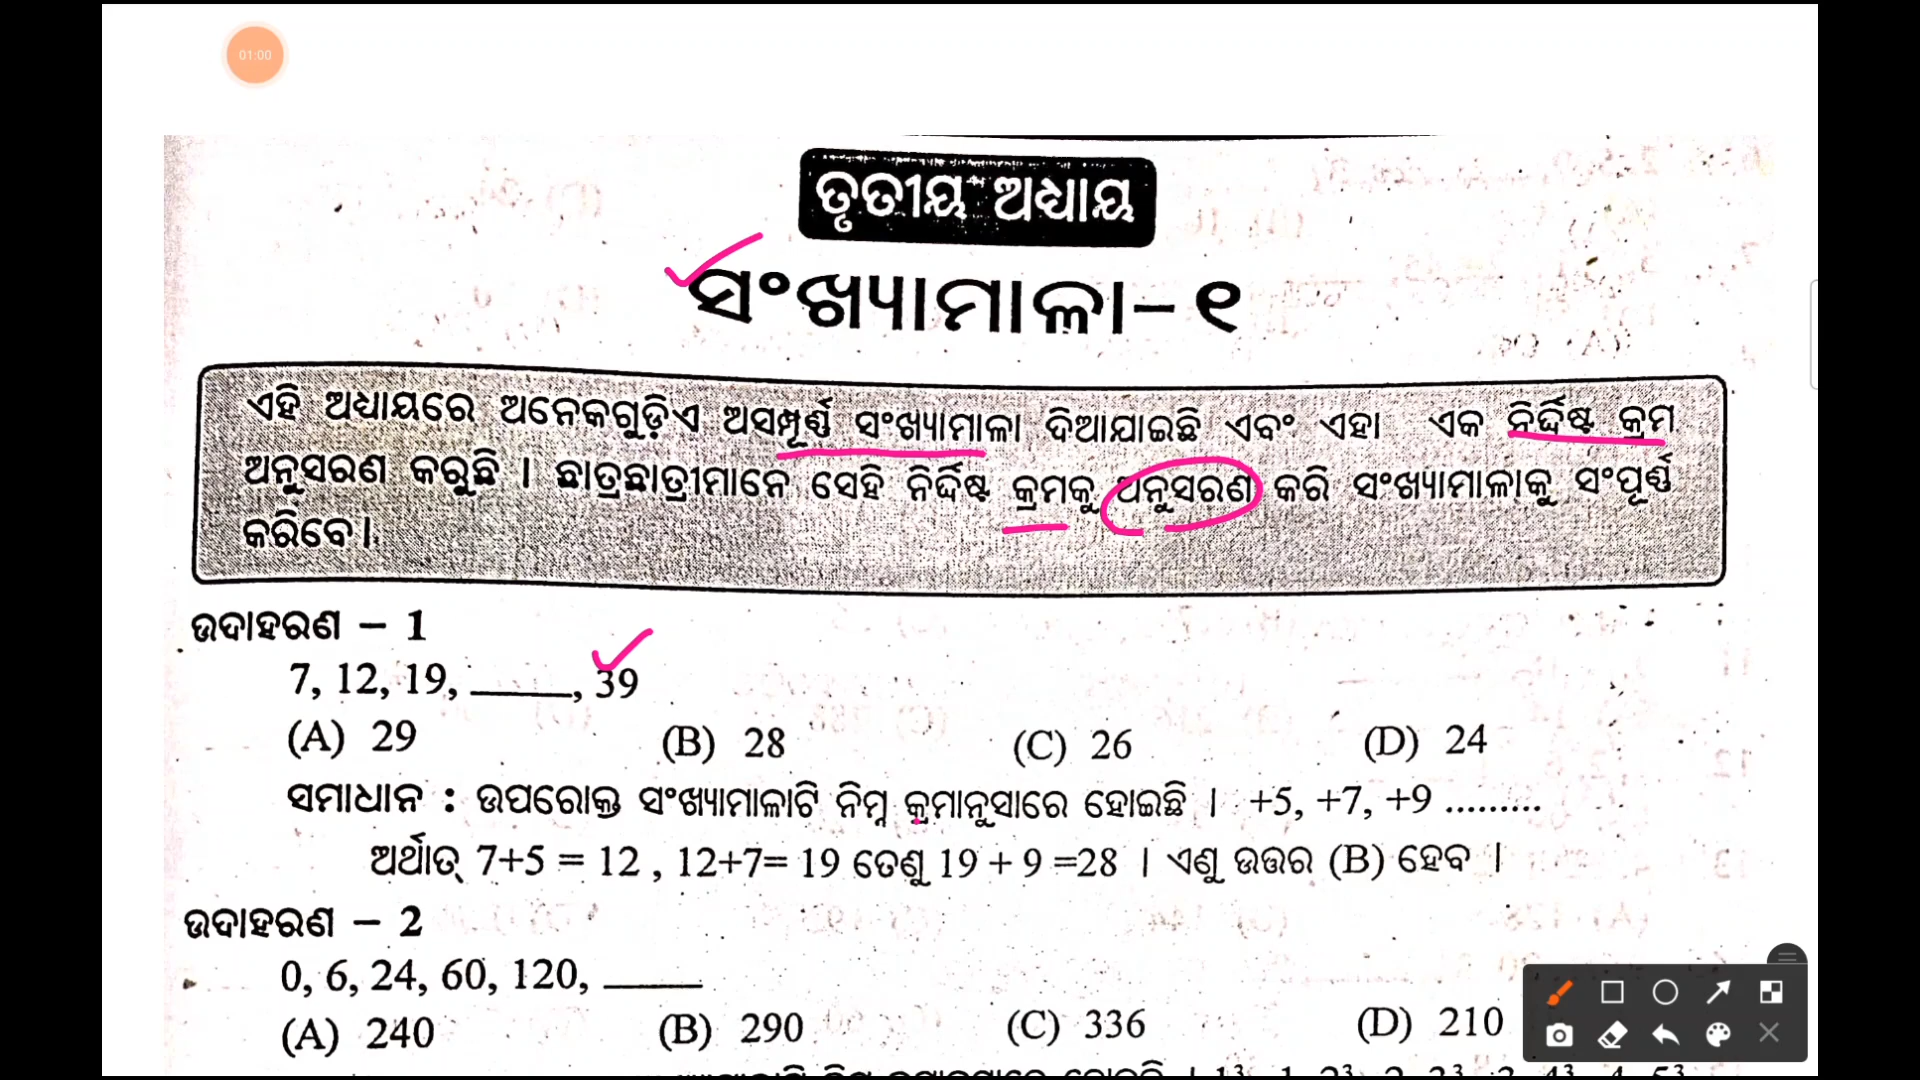 01:00
ତୃତୀୟ ଅଧ୍ୟାୟ
ସଂଖ୍ୟାମାଳା- ୧
ଏହି ଅଧ୍ୟାୟରେ ଅନେକଗୁଡ଼ିଏ ଅସମ୍ପୂର୍ଣ୍ଣ ସଂଖ୍ୟାମାଳା ଦିଆଯାଇଛି ଏବଂ ଏହା ଏକ ନିର୍ଦ୍ଦିଷ୍ଟ କ୍ରମ
ଅନୁସରଣ କରୁଛି । ଛାତ୍ରଛାତ୍ରୀମାନେ ସେହି ନିର୍ଦ୍ଦିଷ୍ଟ କ୍ରମକୁ ଅନୁସରଣ କରି ସଂଖ୍ୟାମାଳାକୁ ସଂପୂର୍ଣ୍ଣ
କରିବେ ।
ଉଦାହରଣ – 1
7, 12, 19, _____, 39
(A) 29 (B) 28 (C) 26 (D) 24
ସମାଧାନ : ଉପରୋକ୍ତ ସଂଖ୍ୟାମାଳାଟି ନିମ୍ନ କ୍ରମାନୁସାରେ ହୋଇଛି । +5, +7, +9 .........
ଅର୍ଥାତ୍ 7+5 = 12 , 12+7= 19 ତେଣୁ 19 + 9 =28 । ଏଣୁ ଉତ୍ତର (B) ହେବ ।
ଉଦାହରଣ – 2
0, 6, 24, 60, 120, _____
(A) 240 (B) 290 (C) 336 (D) 210